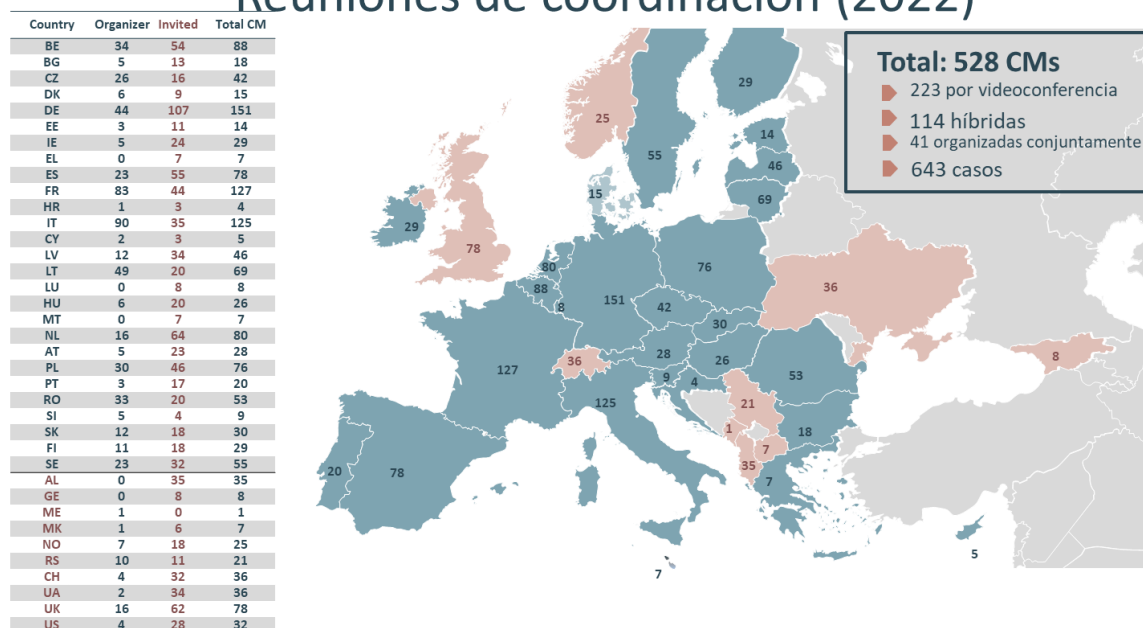 Reuniones de coordinación (2022)
Country Organizer Invited Total CM
BE 34 54 88
BG 5 13 18
CZ 26 16 42
DK 6 9 15
DE 44 107 151
EE 3 11 14
IE 5 24 29
EL 0 7 7
ES 23 55 78
FR 83 44 127
HR 1 3 4
IT 90 35 125
CY 2 3 5
LV 12 34 46
LT 49 20 69
LU 0 8 8
HU 6 20 26
MT 0 7 7
NL 16 64 80
AT 5 23 28
PL 30 46 76
PT 3 17 20
RO 33 20 53
SI 5 4 9
SK 12 18 30
FI 11 18 29
SE 23 32 55
AL 0 35 35
GE 0 8 8
ME 1 0 1
MK 1 6 7
NO 7 18 25
RS 10 11 21
CH 4 32 36
UA 2 34 36
UK 16 62 78
US 4 28 32
Total: 528 CMs
223 por videoconferencia
114 híbridas
41 organizadas conjuntamente
643 casos
29
25
14
55
46
15
69
29
78
80
76
88
36
8
151
42
30
28
26
36
8
127
9
4
53
125
21
1
18
7
35
20
78
7
5
7